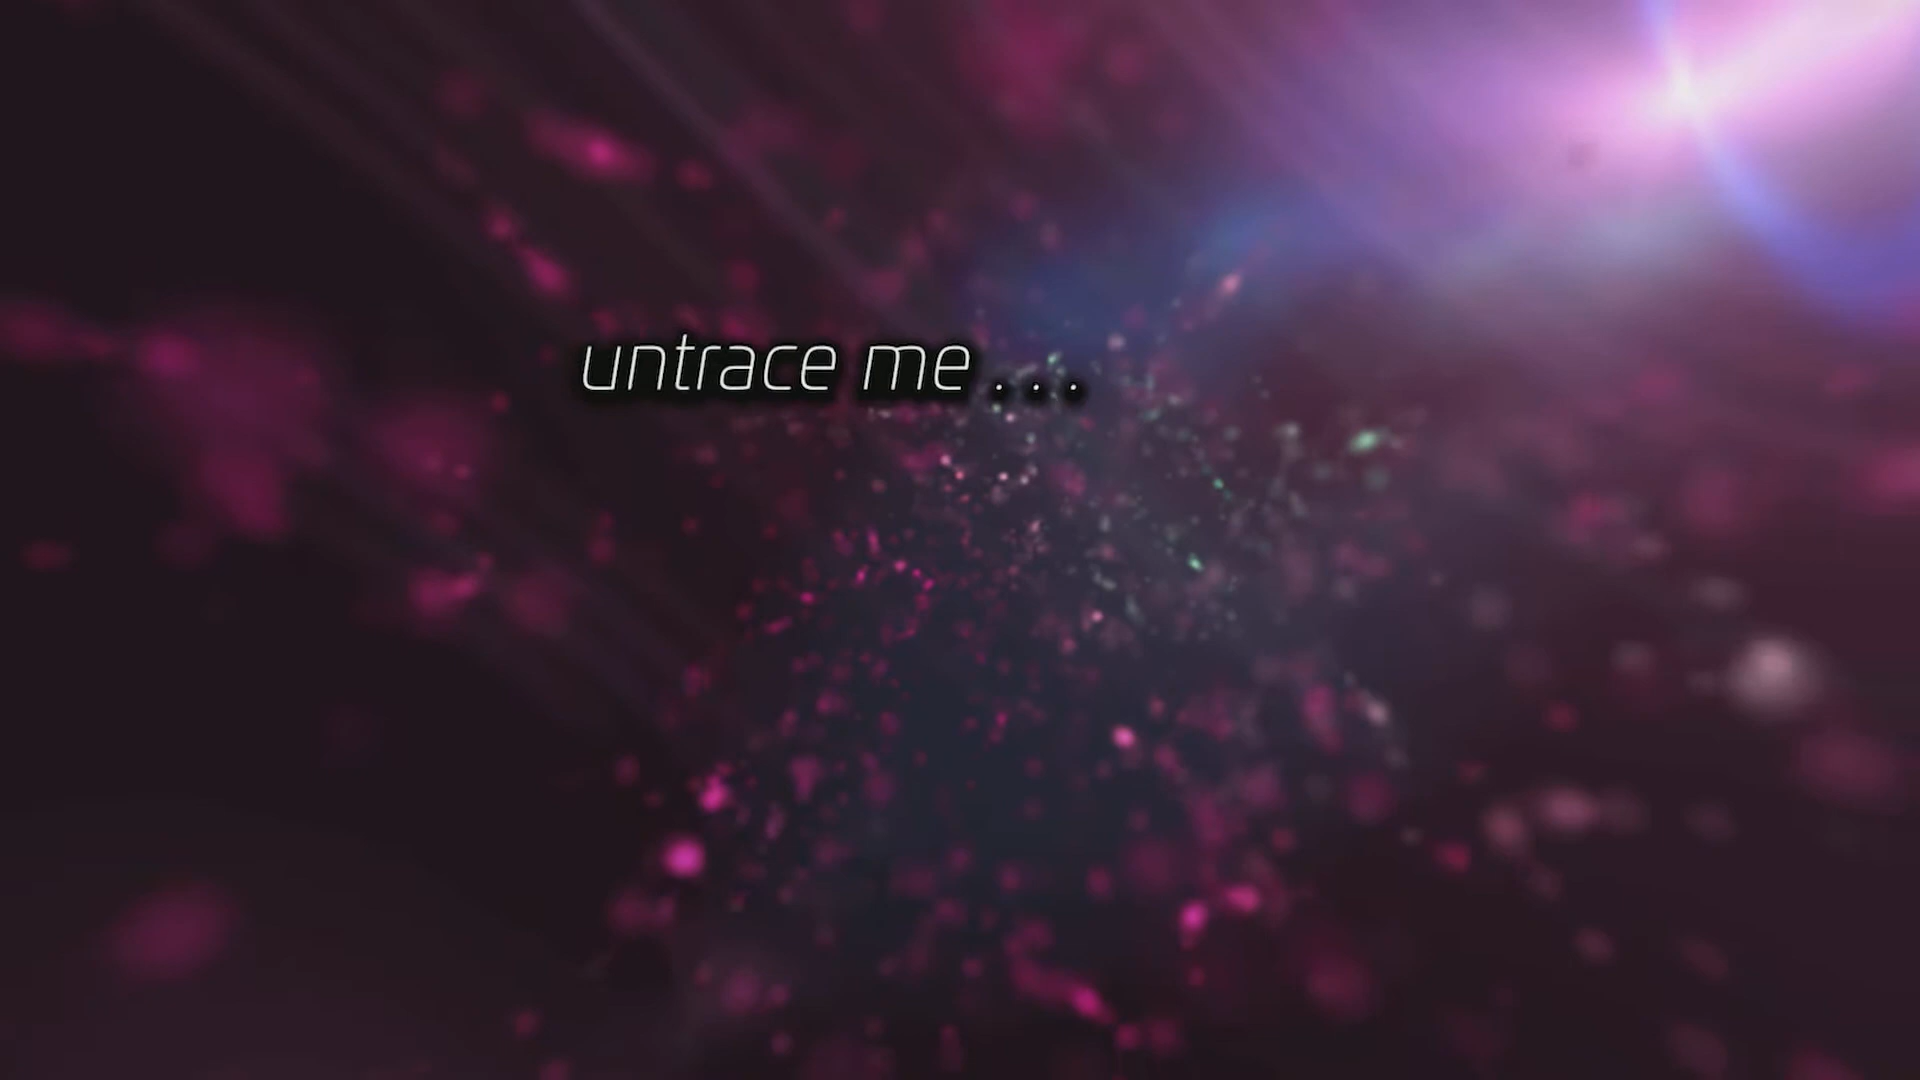 untrace me . . .